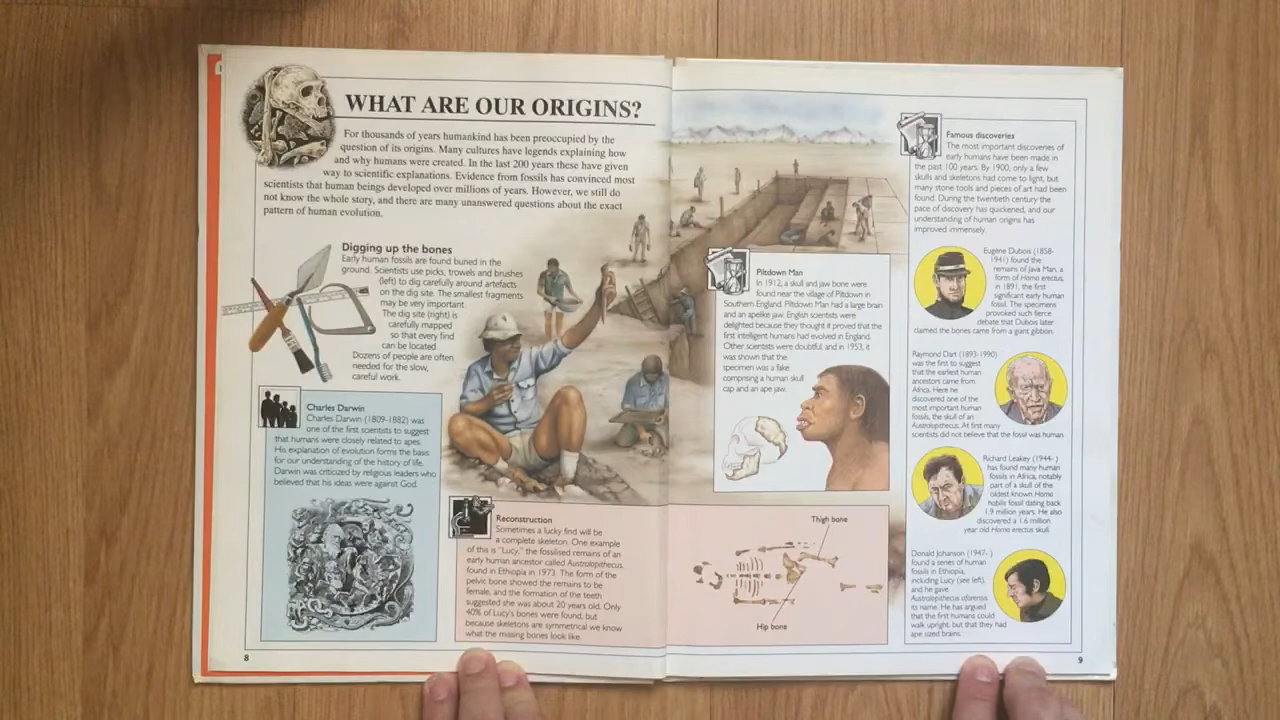 WHAT ARE OUR ORIGINS?
For thousands of years humankind has been preoccupied by the
question of its origins. Many cultures have legends explaining how
and why humans were created. In the last 200 years these have given
way to scientific explanations. Evidence from fossils has convinced most
scientists that human beings developed over millions of years. However, we still do
not know the whole story, and there are many unanswered questions about the exact
pattern of human evolution.
Digging up the bones
Early human fossils are found buried in the
ground. Scientists use picks, trowels and brushes
(left) to dig carefully around artefacts
on the dig site. The smallest fragments
may be very important.
The dig site (right) is
carefully mapped
so that every find
can be located.
Dozens of people are often
needed for the slow,
careful work.
Charles Darwin
Charles Darwin (1809-1882) was
one of the first scientists to suggest
that humans were closely related to apes.
His explanation of evolution forms the basis
for our understanding of the history of life.
Darwin was criticized by religious leaders who
believed that his ideas were against God.
Reconstruction
Sometimes a lucky find will be
a complete skeleton. One example
of this is "Lucy," the fossilised remains of an
early human ancestor called Australopithecus,
found in Ethiopia in 1973. The form of the
pelvic bone showed the remains to be
female, and the formation of the teeth
suggested she was about 20 years old. Only
40% of Lucy's bones were found, but
because skeletons are symmetrical we know
what the missing bones look like.
8
Piltdown Man
In 1912, a skull and jaw bone were
found near the village of Piltdown in
Southern England. Piltdown Man had a large brain
and an apelike jaw. English scientists were
delighted because they thought it proved that the
first intelligent humans had evolved in England.
Other scientists were doubtful, and in 1953, it
was shown that the
specimen was a fake
comprising a human skull
cap and an ape jaw.
Thigh bone
Hip bone
Famous discoveries
The most important discoveries of
early humans have been made in
the past 100 years. By 1900, only a few
skulls and skeletons had come to light, but
many stone tools and pieces of art had been
found. During the twentieth century the
pace of discovery has quickened, and our
understanding of human origins has
improved immensely.
Eugène Dubois (1858-
1941) found the
remains of Java Man, a
form of Homo erectus,
in 1891, the first
significant early human
fossil. The specimens
provoked such fierce
debate that Dubois later
claimed the bones came from a giant gibbon.
Raymond Dart (1893-1990)
was the first to suggest
that the earliest human
ancestors came from
Africa. Here he
discovered one of the
most important human
fossils, the skull of an
Australopithecus. At first many
scientists did not believe that the fossil was human.
Richard Leakey (1944- )
has found many human
fossils in Africa, notably
part of a skull of the
oldest known Homo
habilis fossil dating back
1.9 million years. He also
discovered a 1.6 million
year old Homo erectus skull.
Donald Johanson (1947- )
found a series of human
fossils in Ethiopia,
including Lucy (see left),
and he gave
Australopithecus afarensis
its name. He has argued
that the first humans could
walk upright, but that they had
ape sized brains.
9